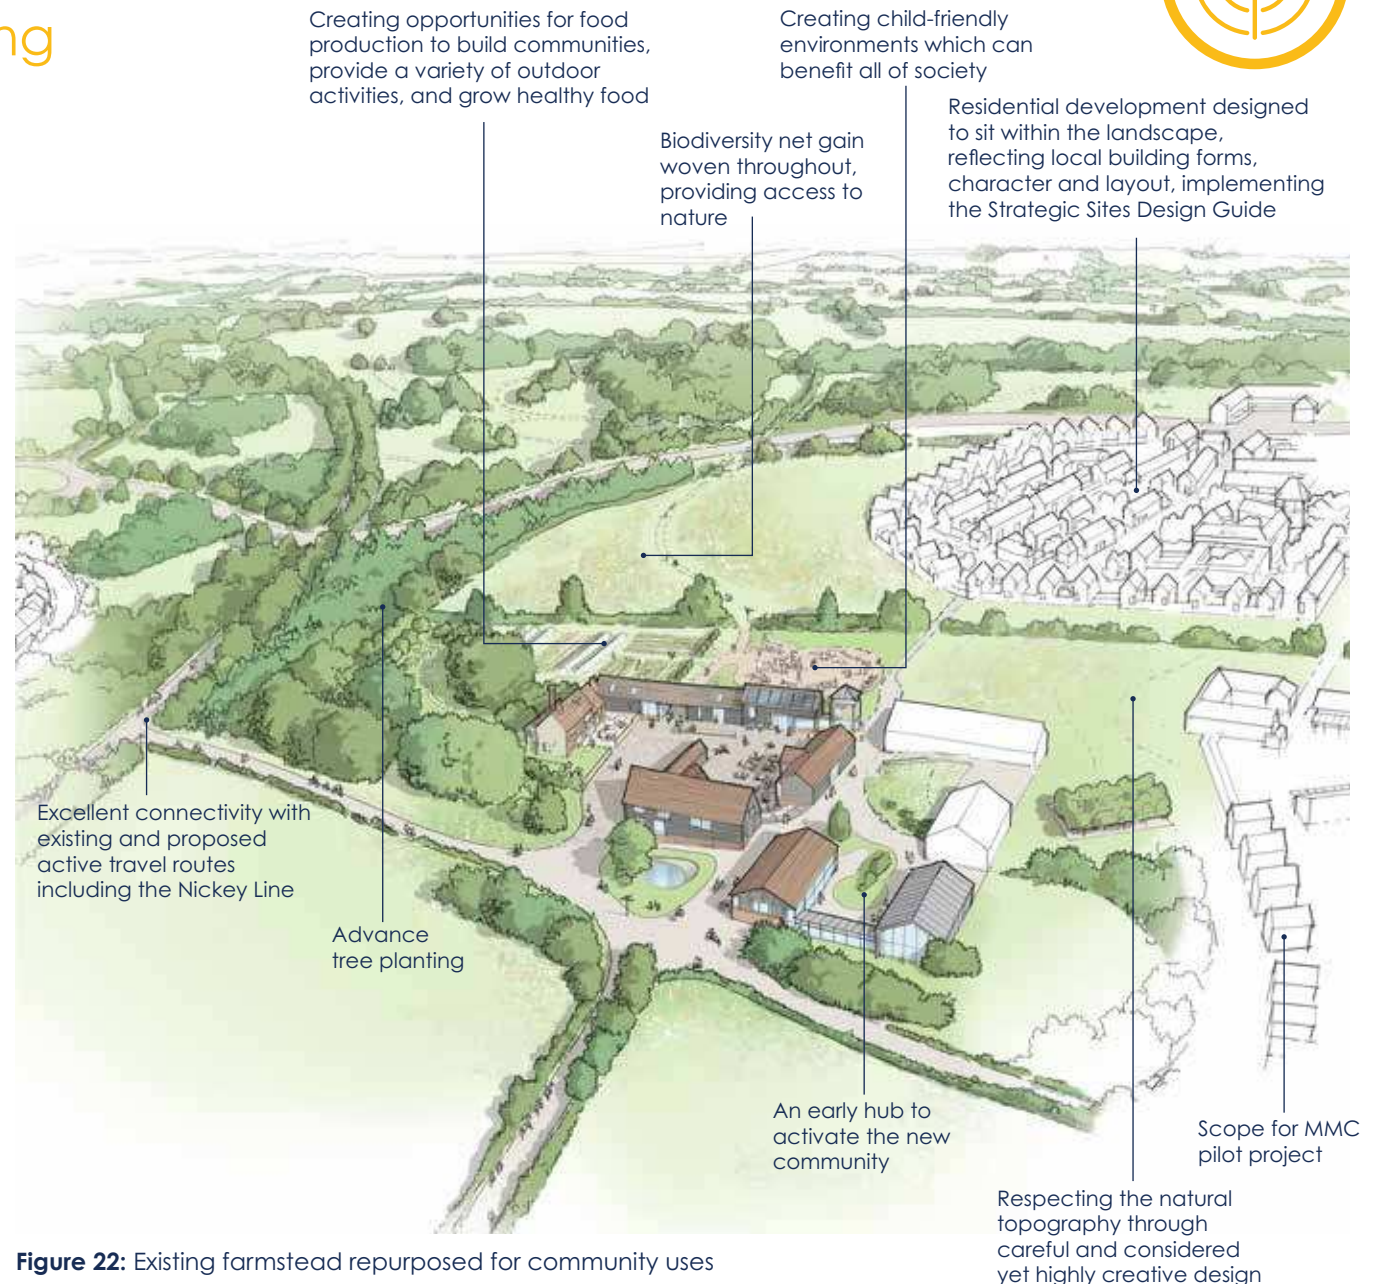 ng
Creating opportunities for food
production to build communities,
provide a variety of outdoor
activities, and grow healthy food
Creating child-friendly
environments which can
benefit all of society
Biodiversity net gain
woven throughout,
providing access to
nature
Residential development designed
to sit within the landscape,
reflecting local building forms,
character and layout, implementing
the Strategic Sites Design Guide
Excellent connectivity with
existing and proposed
active travel routes
including the Nickey Line
Advance
tree planting
An early hub to
activate the new
community
Scope for MMC
pilot project
Respecting the natural
topography through
careful and considered
yet highly creative design
Figure 22: Existing farmstead repurposed for community uses